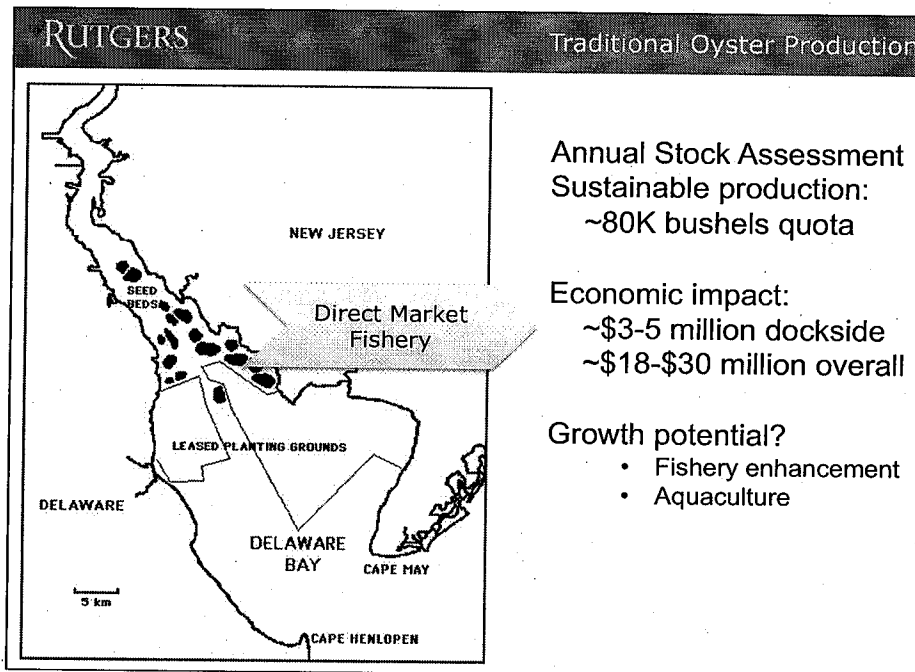 RUTGERS
Traditional Oyster Production
NEW JERSEY
SEED
BEDS
Direct Market
Fishery
LEASED PLANTING GROUNDS
DELAWARE
DELAWARE
BAY
CAPE MAY
5 km
CAPE HENLOPEN
Annual Stock Assessment
Sustainable production:
~80K bushels quota
Economic impact:
~$3-5 million dockside
~$18-$30 million overall
Growth potential?
• Fishery enhancement
• Aquaculture